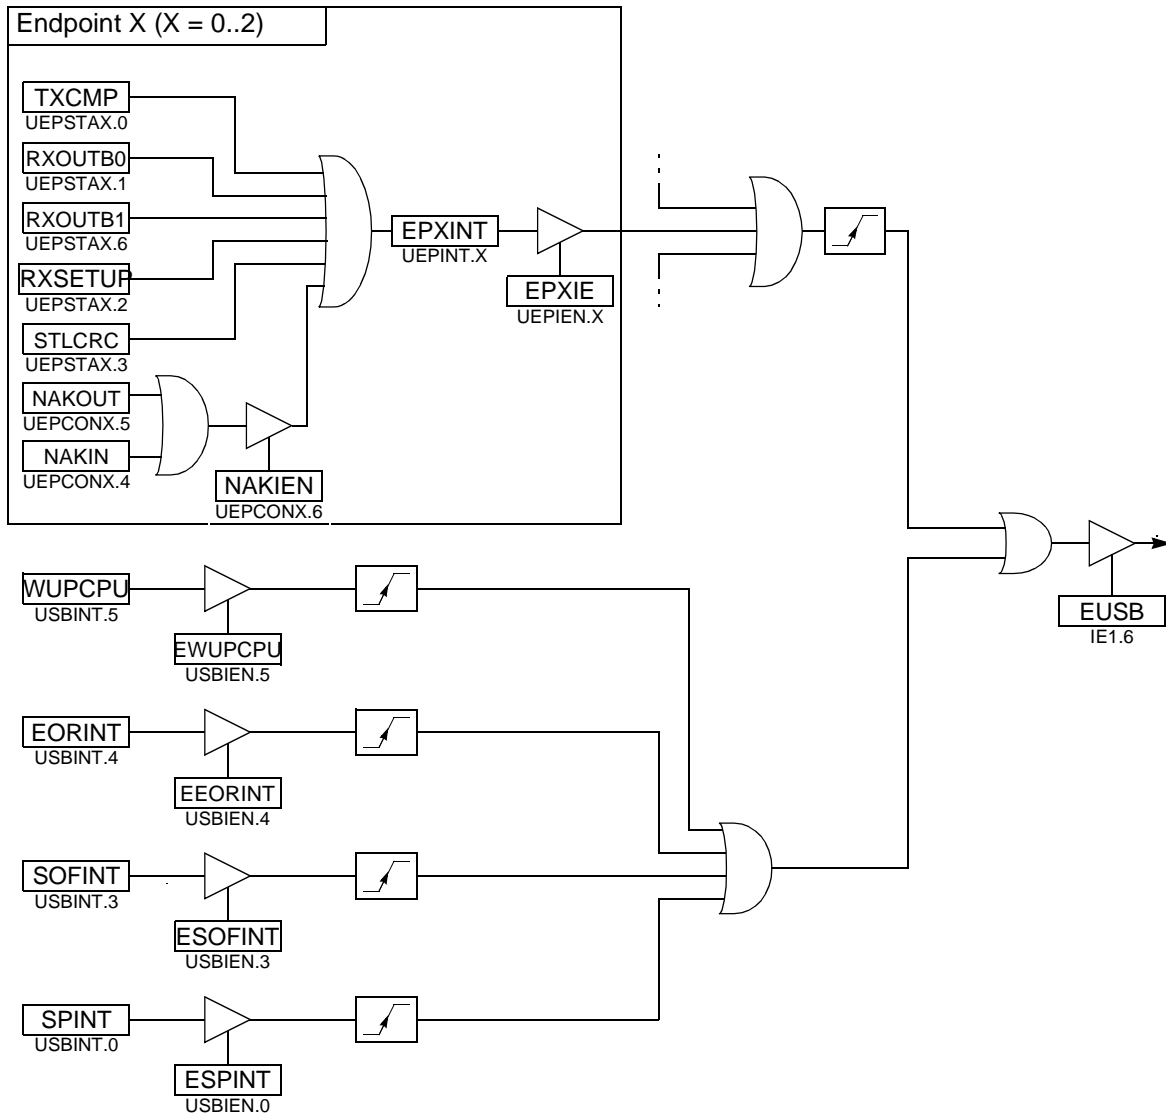 Endpoint X (X = 0..2)
TXCMP
UEPSTAX.0
RXOUTB0
UEPSTAX.1
RXOUTB1
UEPSTAX.6
RXSETUP
UEPSTAX.2
STLCRC
UEPSTAX.3
NAKOUT
UEPCONX.5
NAKIN
UEPCONX.4
NAKIEN
UEPCONX.6
EPXINT
UEPINT.X
EPXIE
UEPIEN.X
WUPCPU
USBINT.5
EWUPCPU
USBIEN.5
EORINT
USBINT.4
EEORINT
USBIEN.4
SOFINT
USBINT.3
ESOFINT
USBIEN.3
SPINT
USBINT.0
ESPINT
USBIEN.0
EUSB
IE1.6